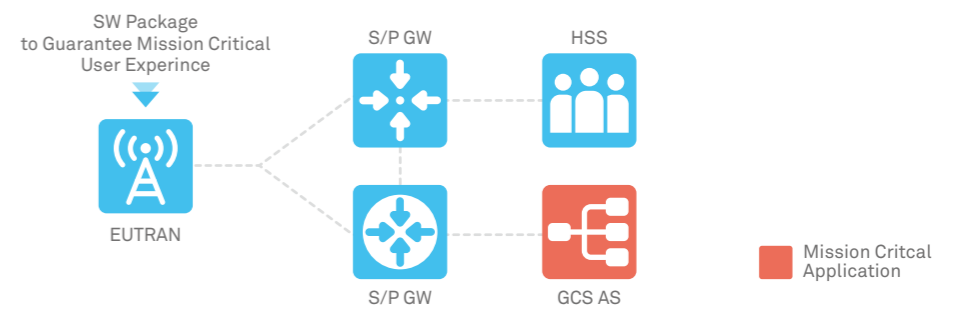 SW Package
to Guarantee Mission Critical
User Experince
S/P GW
HSS
EUTRAN
S/P GW
GCS AS
Mission Critcal
Application